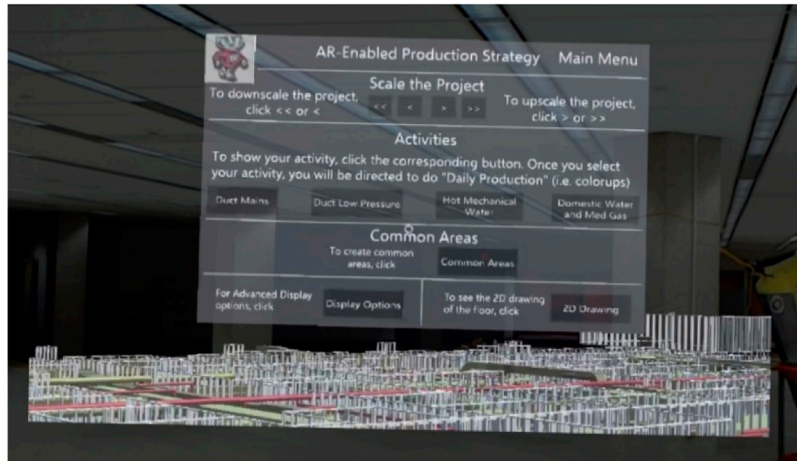 AR-Enabled Production Strategy Main Menu
Scale the Project
To downscale the project,
click << or <
<< < > >>
To upscale the project,
click > or >>
Activities
To show your activity, click the corresponding button. Once you select
your activity, you will be directed to do "Daily Production" (i.e. colorups)
Duct Mains
Duct Low Pressure
Hot Mechanical
Water
Domestic Water
and Med Gas
Common Areas
To create common
areas, click
Common Areas
For Advanced Display
options, click
Display Options
To see the 2D drawing
of the floor, click
2D Drawing